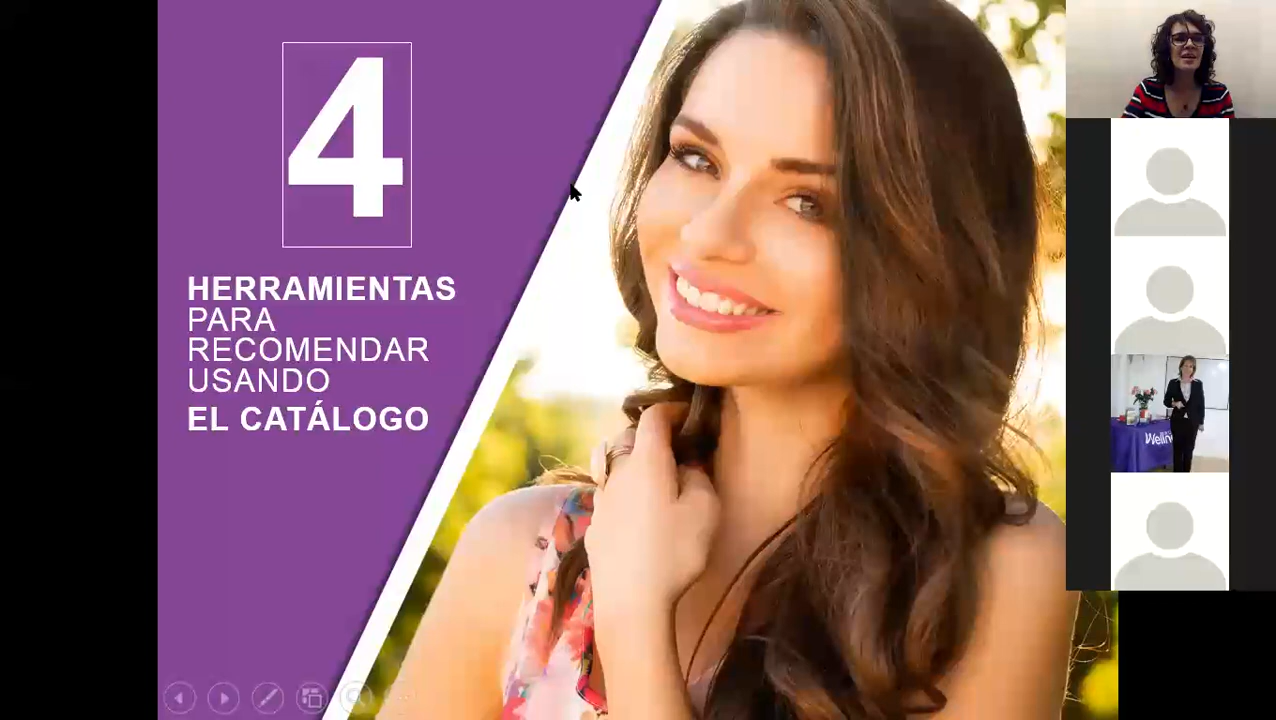 4
HERRAMIENTAS
PARA
RECOMENDAR
USANDO
EL CATÁLOGO